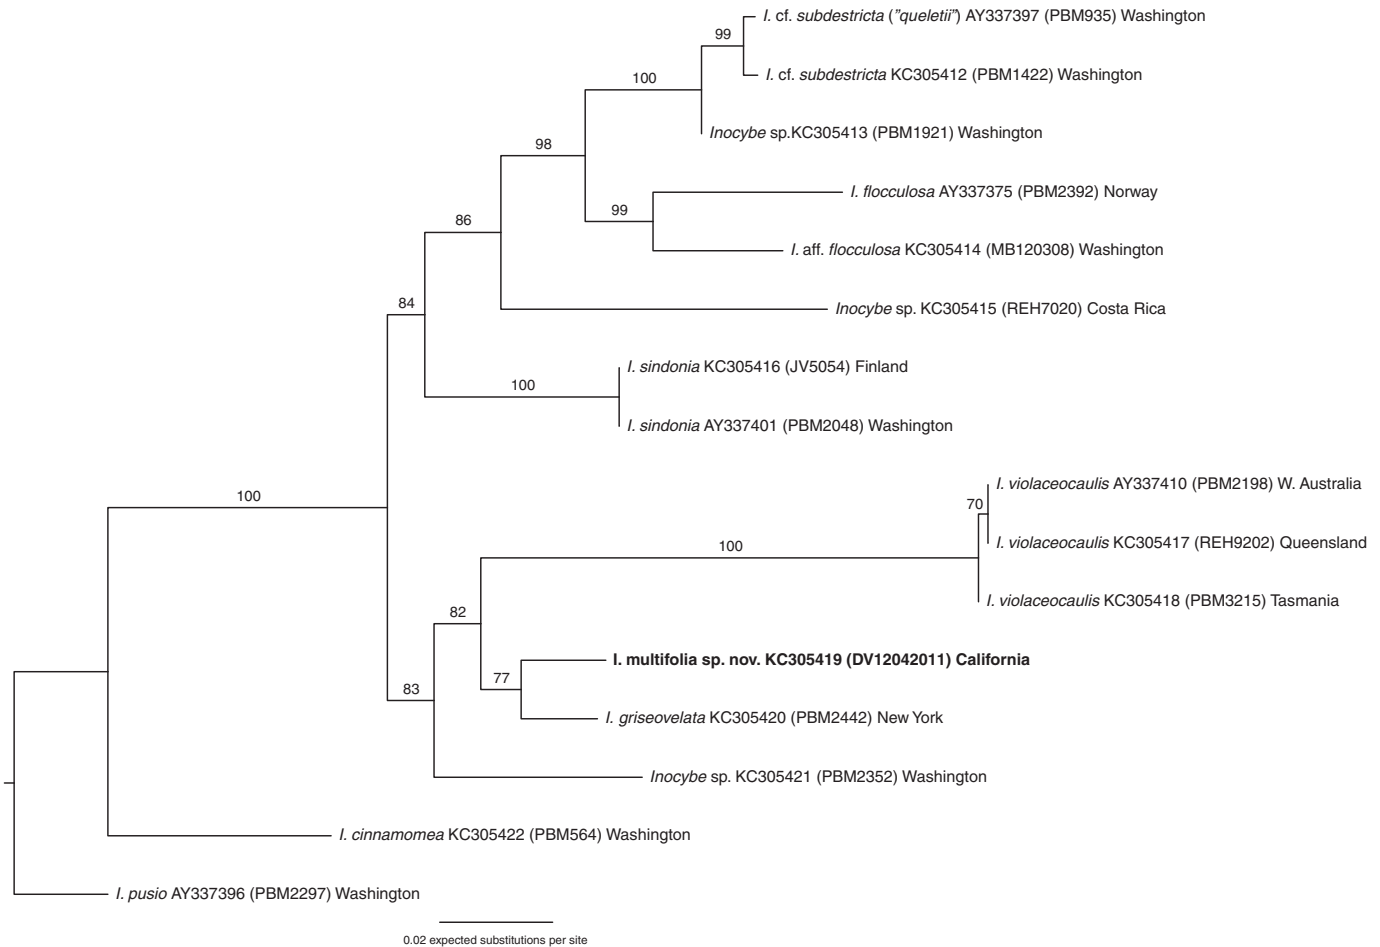 I. cf. subdestricta (”queletii”) AY337397 (PBM935) Washington
99
I. cf. subdestricta KC305412 (PBM1422) Washington
100
Inocybe sp.KC305413 (PBM1921) Washington
98
I. flocculosa AY337375 (PBM2392) Norway
99
86
I. aff. flocculosa KC305414 (MB120308) Washington
84
Inocybe sp. KC305415 (REH7020) Costa Rica
I. sindonia KC305416 (JV5054) Finland
100
I. sindonia AY337401 (PBM2048) Washington
I. violaceocaulis AY337410 (PBM2198) W. Australia
100
70
I. violaceocaulis KC305417 (REH9202) Queensland
100
I. violaceocaulis KC305418 (PBM3215) Tasmania
82
I. multifolia sp. nov. KC305419 (DV12042011) California
77
83
I. griseovelata KC305420 (PBM2442) New York
Inocybe sp. KC305421 (PBM2352) Washington
I. cinnamomea KC305422 (PBM564) Washington
I. pusio AY337396 (PBM2297) Washington
0.02 expected substitutions per site